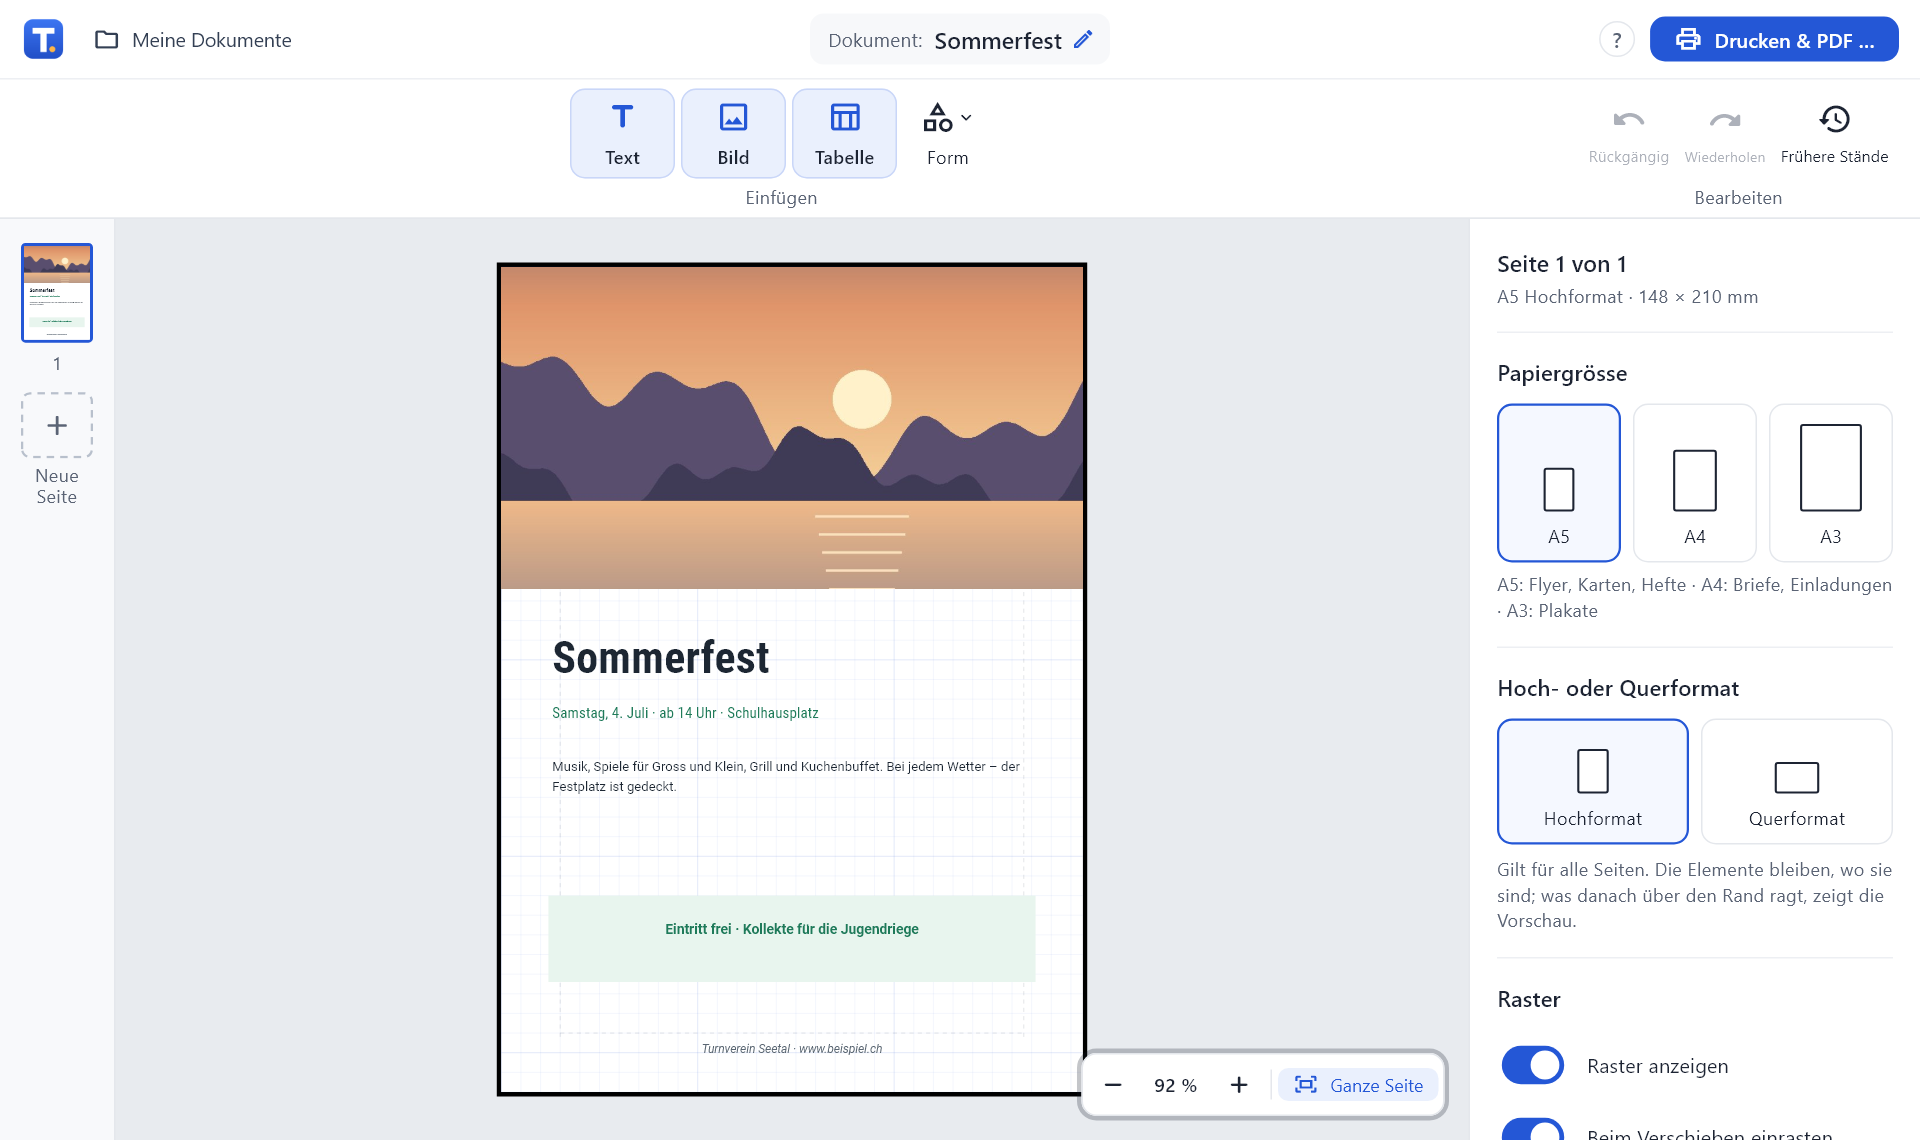 T.
Meine Dokumente
Dokument: Sommerfest
?
Drucken & PDF ...
Text
Bild
Tabelle
Form
Einfügen
Rückgängig
Wiederholen
Frühere Stände
Bearbeiten
Sommerfest
1
Neue
Seite
Sommerfest
Samstag, 4. Juli · ab 14 Uhr · Schulhausplatz
Musik, Spiele für Gross und Klein, Grill und Kuchenbuffet. Bei jedem Wetter – der
Festplatz ist gedeckt.
Eintritt frei · Kollekte für die Jugendriege
Turnverein Seetal · www.beispiel.ch
92 %
Ganze Seite
Seite 1 von 1
A5 Hochformat · 148 × 210 mm
Papiergrösse
A5
A4
A3
A5: Flyer, Karten, Hefte · A4: Briefe, Einladungen
· A3: Plakate
Hoch- oder Querformat
Hochformat
Querformat
Gilt für alle Seiten. Die Elemente bleiben, wo sie
sind; was danach über den Rand ragt, zeigt die
Vorschau.
Raster
Raster anzeigen
Beim Verschieben einrasten